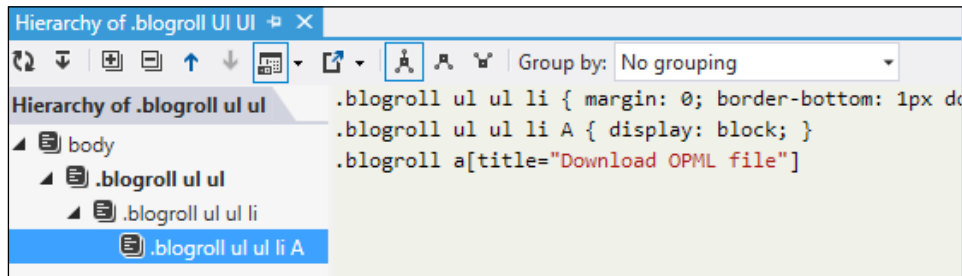 Hierarchy of .blogroll Ul Ul
Group by: No grouping
Hierarchy of .blogroll ul ul
body
.blogroll ul ul
.blogroll ul ul li
.blogroll ul ul li A
.blogroll ul ul li { margin: 0; border-bottom: 1px do
.blogroll ul ul li A { display: block; }
.blogroll a[title="Download OPML file"]